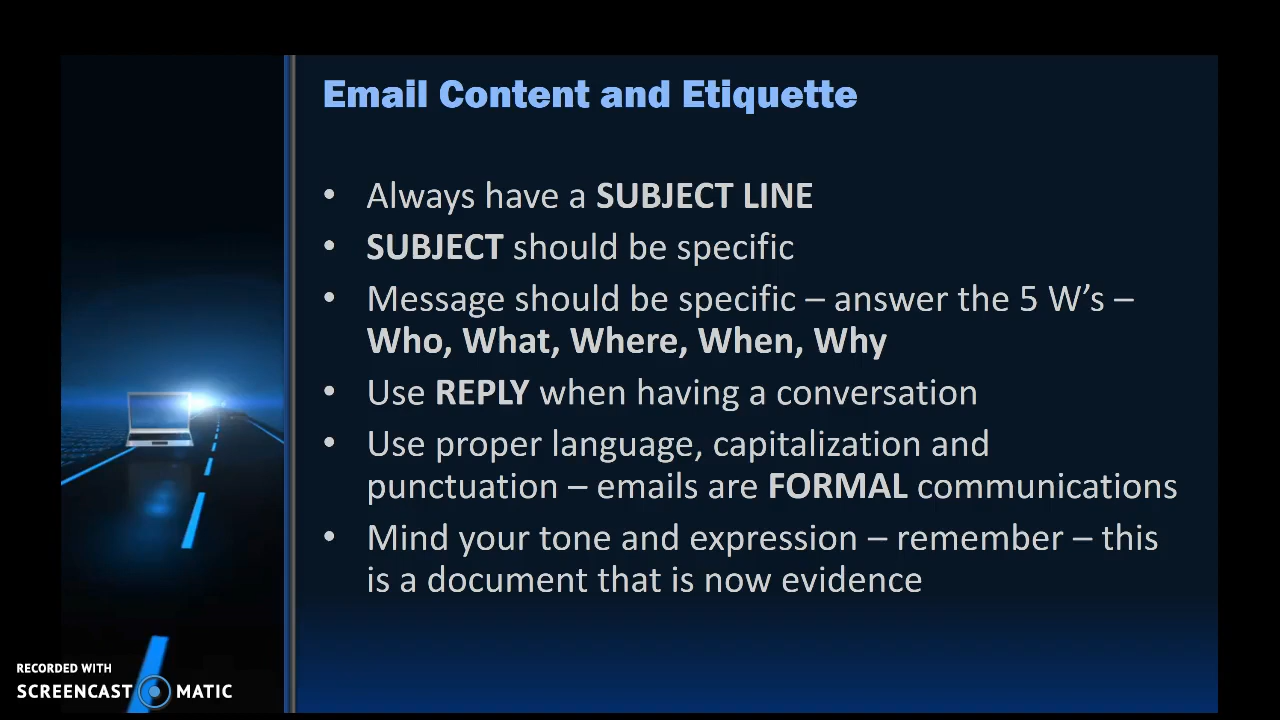 Email Content and Etiquette
• Always have a SUBJECT LINE
• SUBJECT should be specific
• Message should be specific – answer the 5 W’s –
Who, What, Where, When, Why
• Use REPLY when having a conversation
• Use proper language, capitalization and
punctuation – emails are FORMAL communications
• Mind your tone and expression – remember – this
is a document that is now evidence
RECORDED WITH
SCREENCAST MATIC